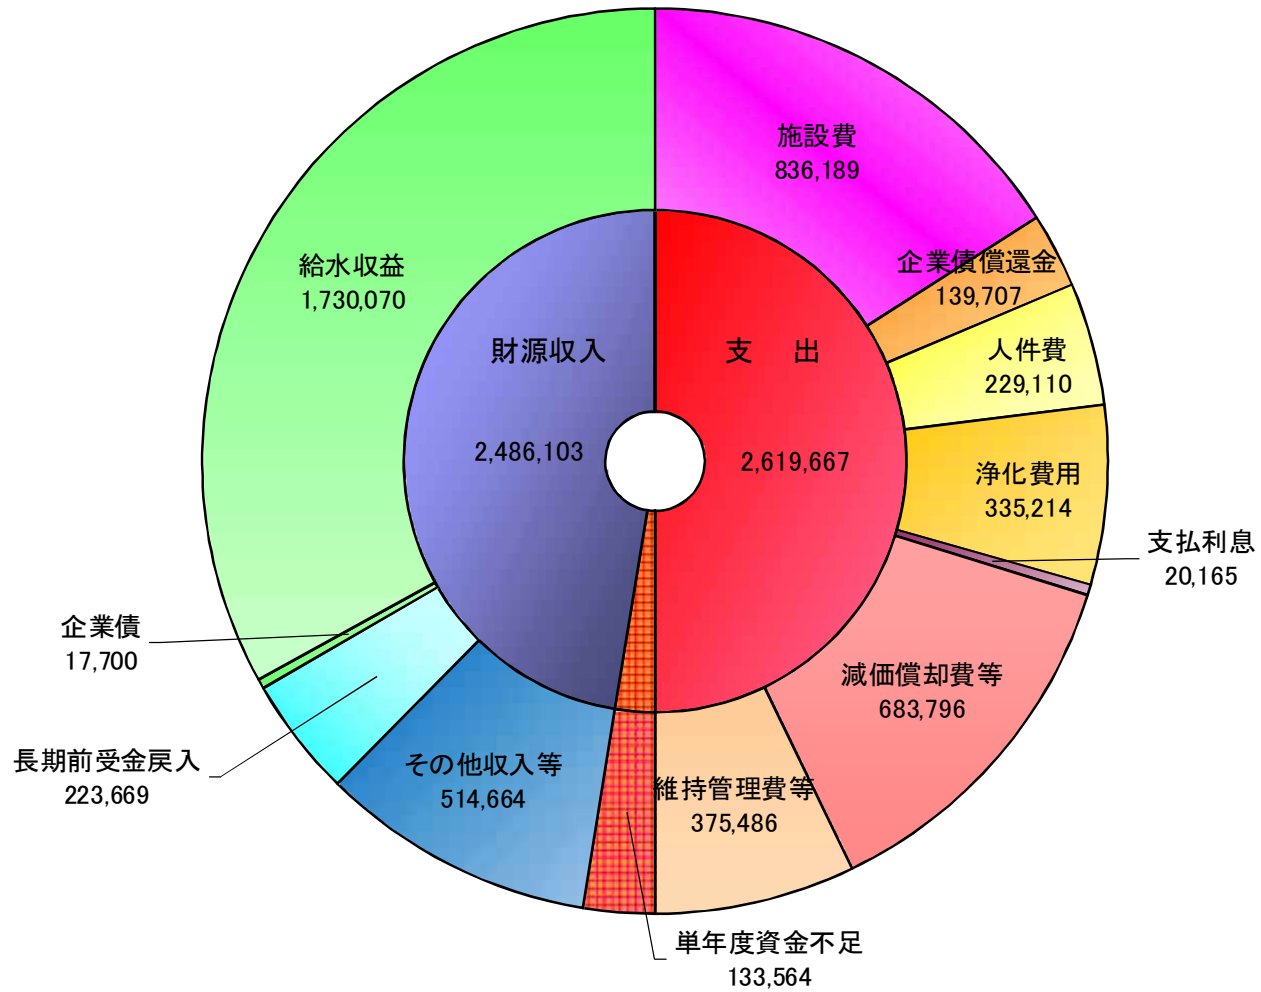 施設費
836,189
企業債償還金
139,707
人件費
229,110
浄化費用
335,214
支払利息
20,165
減価償却費等
683,796
維持管理費等
375,486
単年度資金不足
133,564
その他収入等
514,664
長期前受金戻入
223,669
企業債
17,700
給水収益
1,730,070
財源収入
2,486,103
支　出
2,619,667